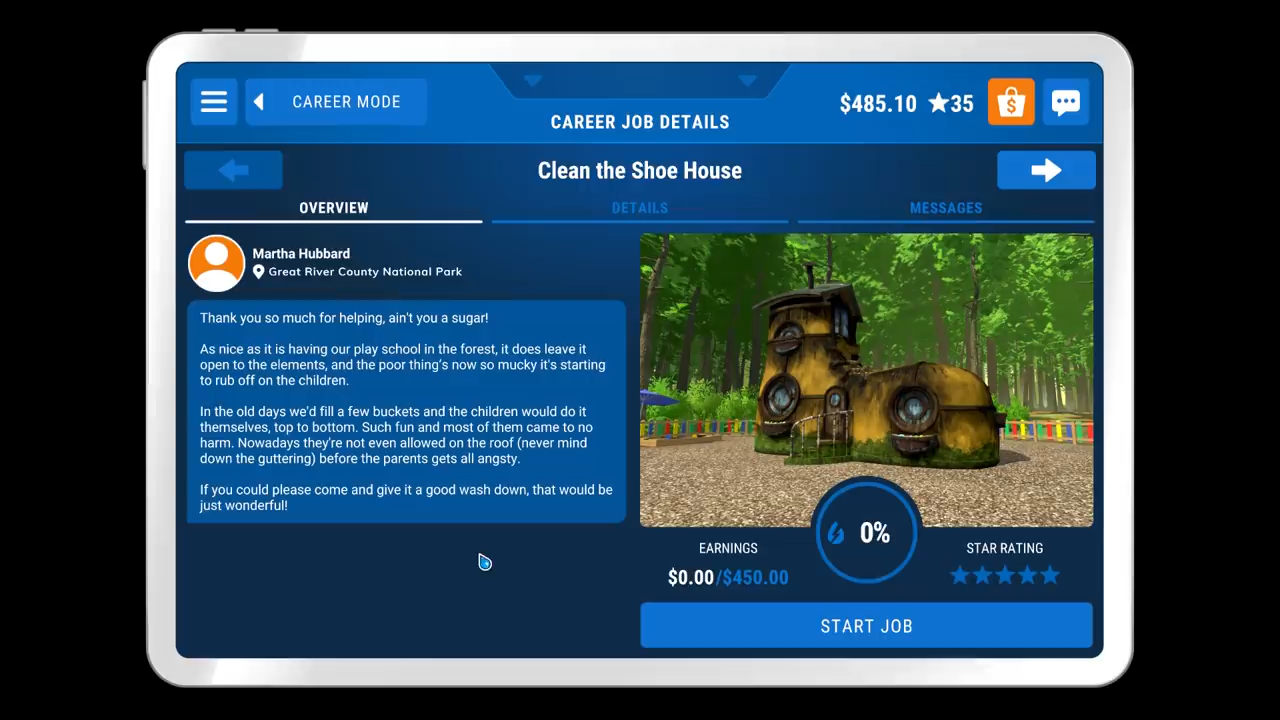 CAREER MODE
CAREER JOB DETAILS
$485.10 ★35
$
Clean the Shoe House
OVERVIEW
DETAILS
MESSAGES
Martha Hubbard
Great River County National Park
Thank you so much for helping, ain't you a sugar!
As nice as it is having our play school in the forest, it does leave it
open to the elements, and the poor thing's now so mucky it's starting
to rub off on the children.
In the old days we'd fill a few buckets and the children would do it
themselves, top to bottom. Such fun and most of them came to no
harm. Nowadays they're not even allowed on the roof (never mind
down the guttering) before the parents gets all angsty.
If you could please come and give it a good wash down, that would be
just wonderful!
0%
EARNINGS
$0.00/$450.00
STAR RATING
START JOB